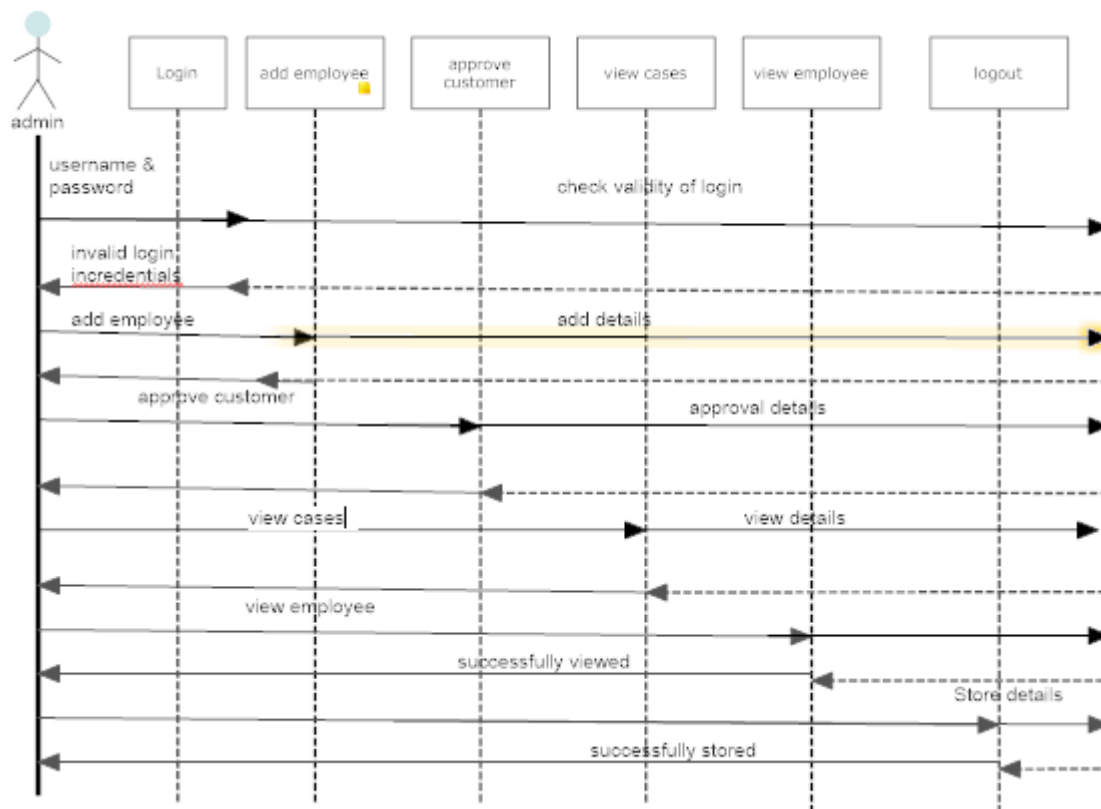 Login
add employee
approve
customer
view cases
view employee
logout
admin
username &
password
check validity of login
invalid login
incredentials
add employee
add details
approve customer
approval details
view cases
view details
view employee
successfully viewed
Store details
successfully stored